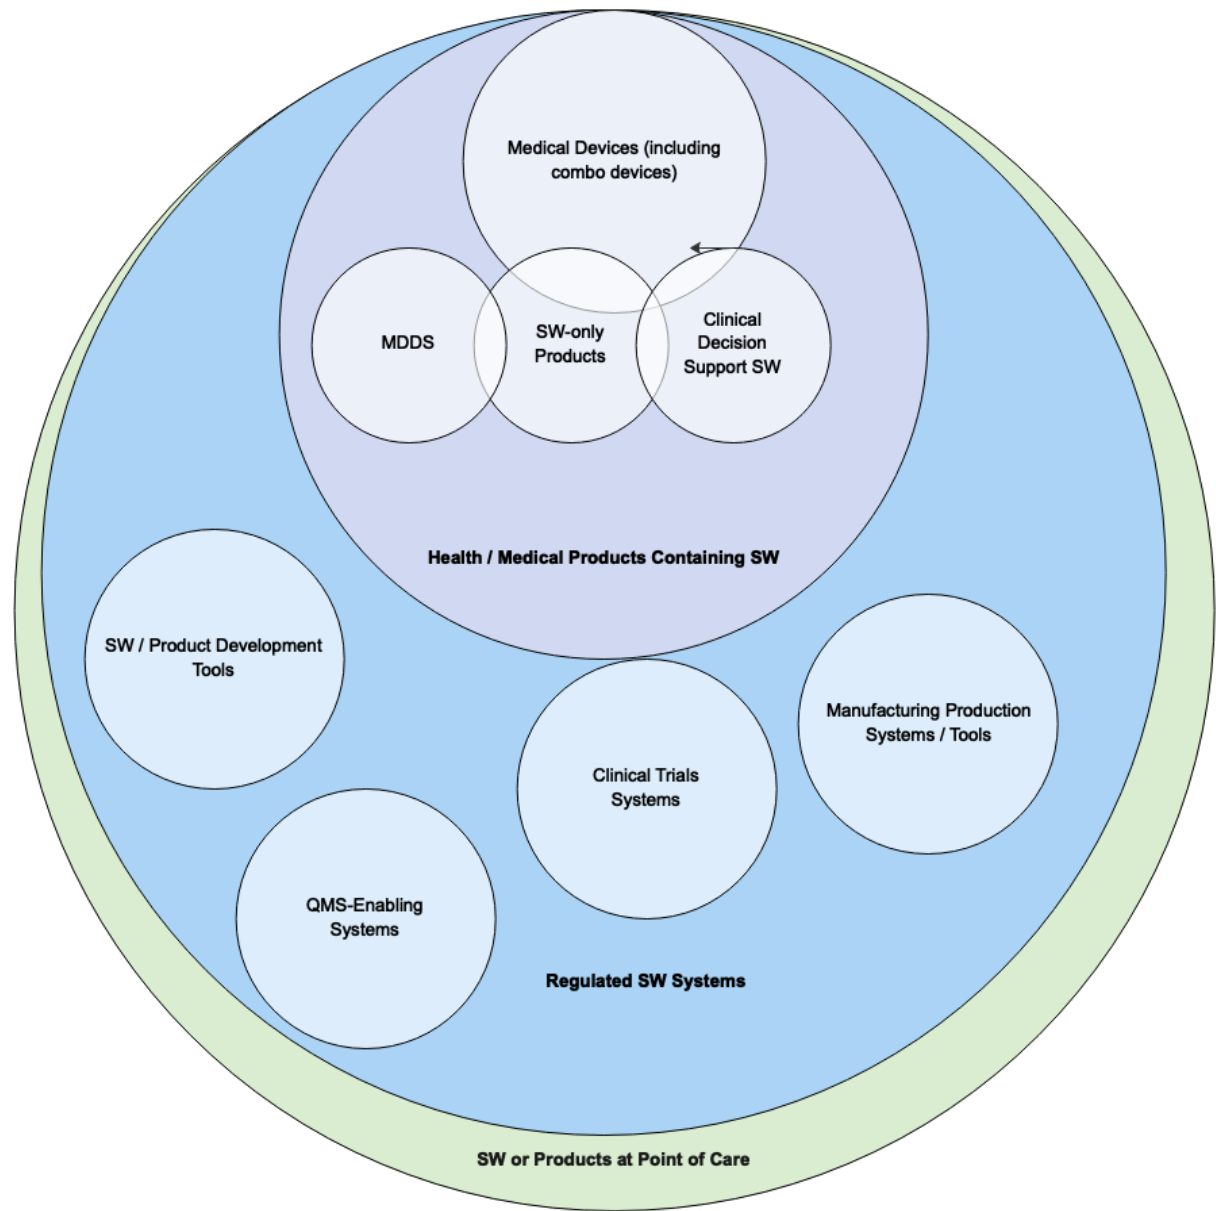 Medical Devices (including
combo devices)
MDDS
SW-only
Products
Clinical
Decision
Support SW
Health / Medical Products Containing SW
SW / Product Development
Tools
Manufacturing Production
Systems / Tools
Clinical Trials
Systems
QMS-Enabling
Systems
Regulated SW Systems
SW or Products at Point of Care